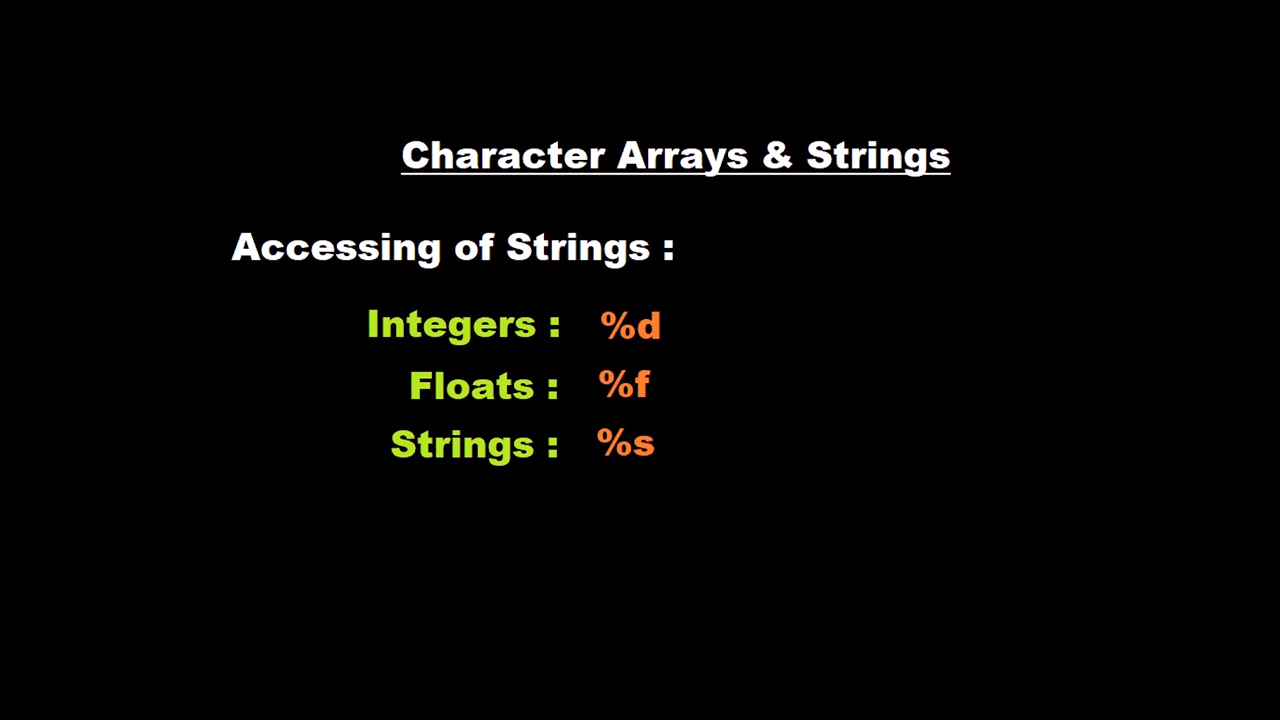 Character Arrays & Strings
Accessing of Strings :
Integers : %d
Floats : %f
Strings : %s